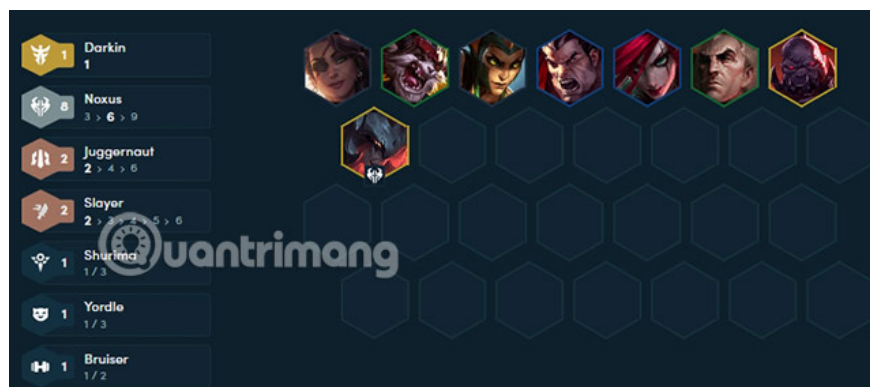 1 Darkin
1
8 Noxus
3 > 6 > 9
2 Juggernaut
2 > 4 > 6
2 Slayer
2 > 3 > 4 > 5 > 6
1 Shurima
1 / 3
1 Yordle
1 / 3
1 Bruiser
1 / 2
Quantrimang